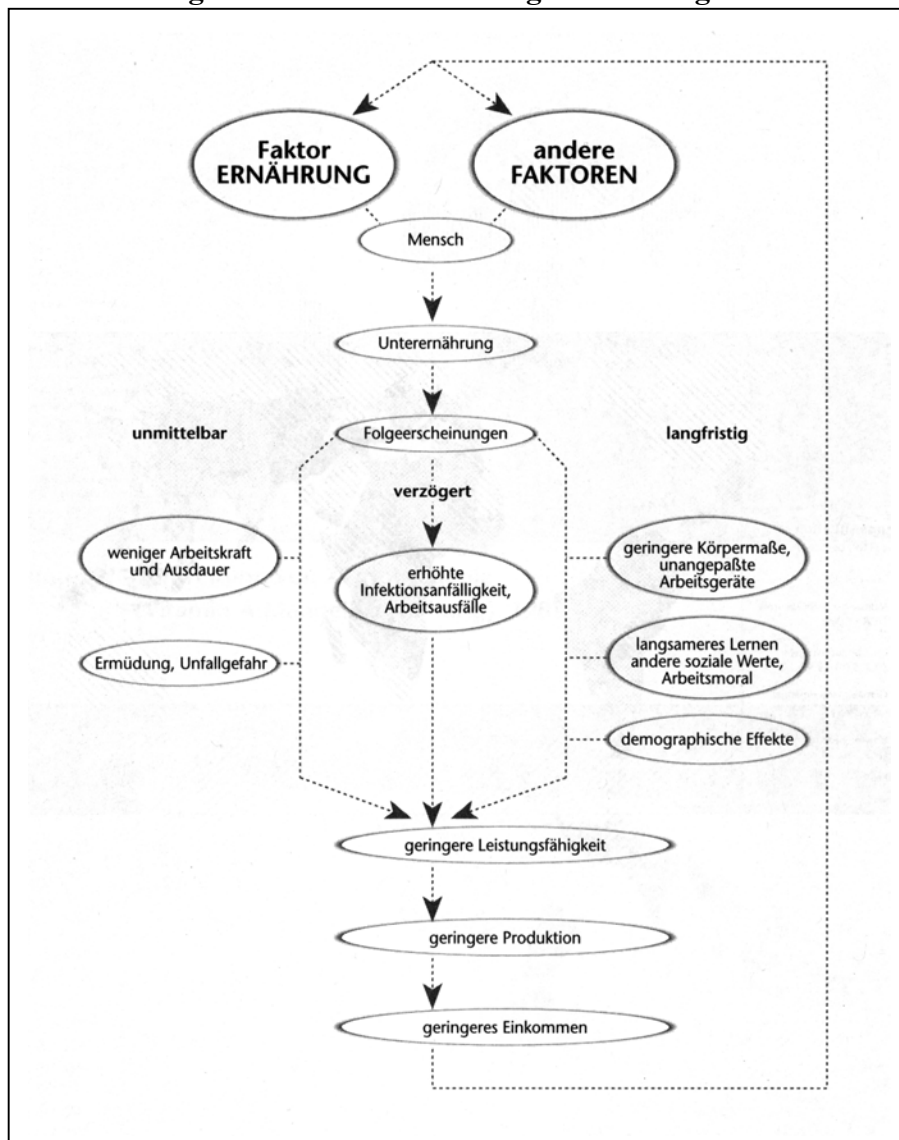 Faktor
ERNÄHRUNG
andere
FAKTOREN
Mensch
Unterernährung
unmittelbar
Folgeerscheinungen
langfristig
verzögert
weniger Arbeitskraft
und Ausdauer
erhöhte
Infektionsanfälligkeit,
Arbeitsausfälle
geringere Körpermaße,
unangepaßte
Arbeitsgeräte
Ermüdung, Unfallgefahr
langsameres Lernen
andere soziale Werte,
Arbeitsmoral
demographische Effekte
geringere Leistungsfähigkeit
geringere Produktion
geringeres Einkommen